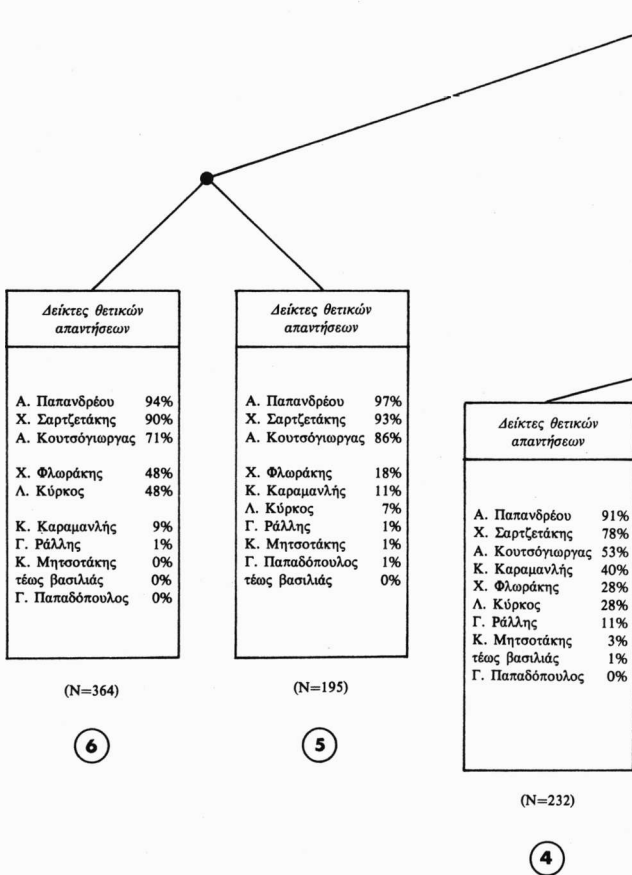 Δείκτες θετικών
απαντήσεων
Α. Παπανδρέου 94%
Χ. Σαρτζετάκης 90%
Α. Κουτσόγιωργας 71%
Χ. Φλωράκης 48%
Λ. Κύρκος 48%
Κ. Καραμανλής 9%
Γ. Ράλλης 1%
Κ. Μητσοτάκης 0%
τέως βασιλιάς 0%
Γ. Παπαδόπουλος 0%
(N=364)
6
Δείκτες θετικών
απαντήσεων
Α. Παπανδρέου 97%
Χ. Σαρτζετάκης 93%
Α. Κουτσόγιωργας 86%
Χ. Φλωράκης 18%
Κ. Καραμανλής 11%
Λ. Κύρκος 7%
Γ. Ράλλης 1%
Κ. Μητσοτάκης 1%
Γ. Παπαδόπουλος 1%
τέως βασιλιάς 0%
(N=195)
5
Δείκτες θετικών
απαντήσεων
Α. Παπανδρέου 91%
Χ. Σαρτζετάκης 78%
Α. Κουτσόγιωργας 53%
Κ. Καραμανλής 40%
Χ. Φλωράκης 28%
Λ. Κύρκος 28%
Γ. Ράλλης 11%
Κ. Μητσοτάκης 3%
τέως βασιλιάς 1%
Γ. Παπαδόπουλος 0%
(N=232)
4